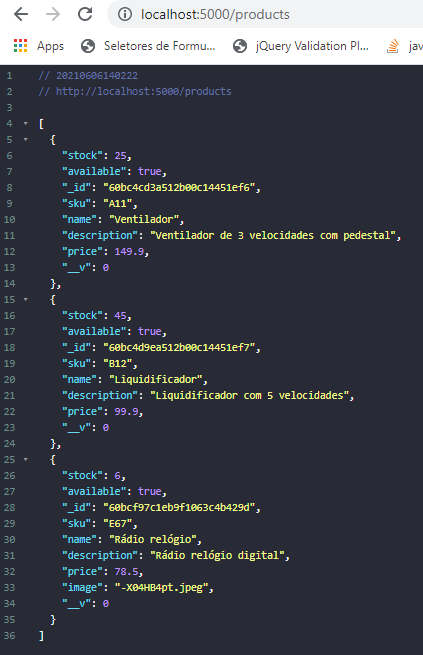 localhost:5000/products
Apps Seletores de Formu... jQuery Validation Pl... jav
1 // 20210606140222
2 // http://localhost:5000/products
3
4 [
5 {
6 "stock": 25,
7 "available": true,
8 "_id": "60bc4cd3a512b00c14451ef6",
9 "sku": "A11",
10 "name": "Ventilador",
11 "description": "Ventilador de 3 velocidades com pedestal",
12 "price": 149.9,
13 "__v": 0
14 },
15 {
16 "stock": 45,
17 "available": true,
18 "_id": "60bc4d9ea512b00c14451ef7",
19 "sku": "B12",
20 "name": "Liquidificador",
21 "description": "Liquidificador com 5 velocidades",
22 "price": 99.9,
23 "__v": 0
24 },
25 {
26 "stock": 6,
27 "available": true,
28 "_id": "60bcf97c1eb9f1063c4b429d",
29 "sku": "E67",
30 "name": "Rádio relógio",
31 "description": "Rádio relógio digital",
32 "price": 78.5,
33 "image": "-X04HB4pt.jpeg",
34 "__v": 0
35 }
36 ]